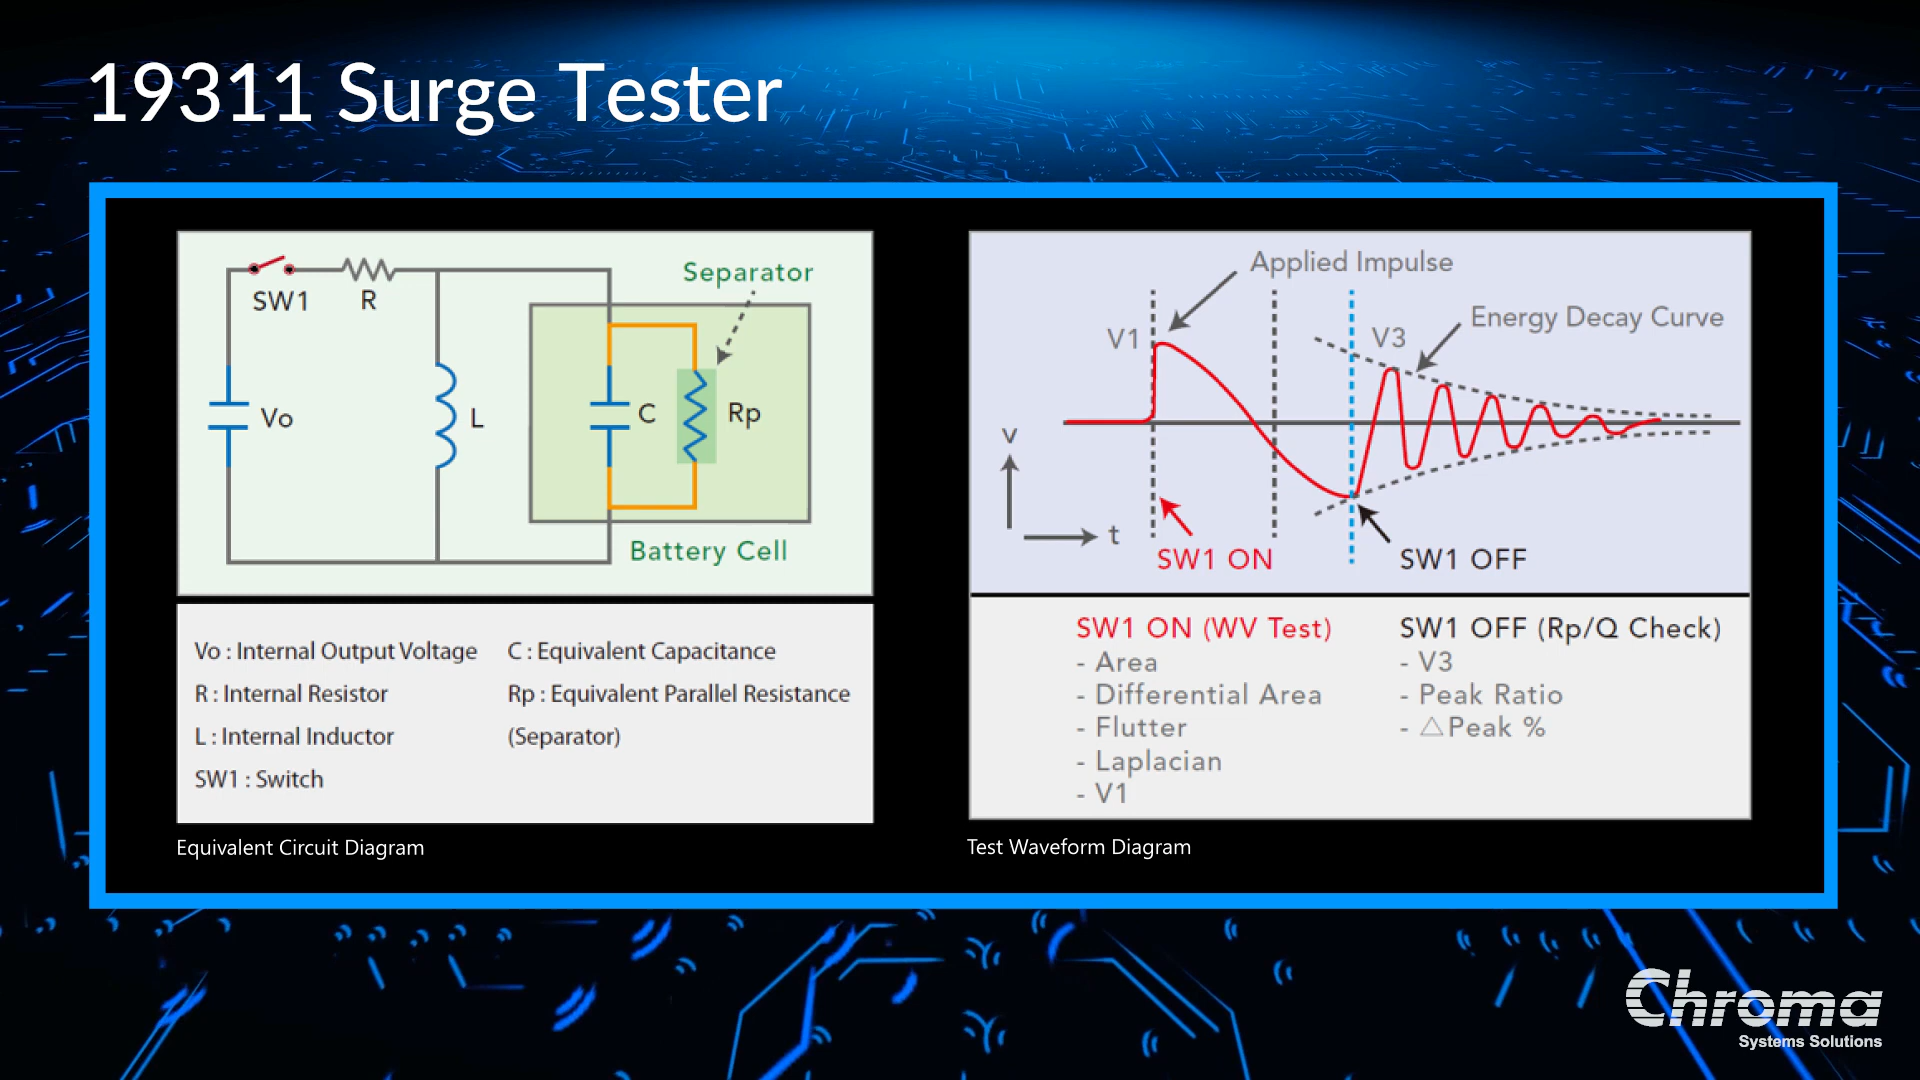 19311 Surge Tester
SW1
R
Separator
Vo
L
C
Rp
Battery Cell
Vo : Internal Output Voltage
R : Internal Resistor
L : Internal Inductor
SW1 : Switch
C : Equivalent Capacitance
Rp : Equivalent Parallel Resistance
(Separator)
Equivalent Circuit Diagram
Applied Impulse
Energy Decay Curve
V1
V3
v
t
SW1 ON
SW1 OFF
SW1 ON (WV Test)
- Area
- Differential Area
- Flutter
- Laplacian
- V1
SW1 OFF (Rp/Q Check)
- V3
- Peak Ratio
- △Peak %
Test Waveform Diagram
Chroma
Systems Solutions